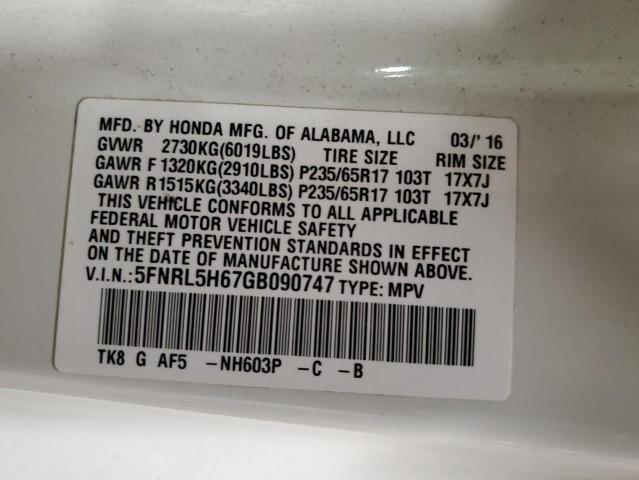 MFD. BY HONDA MFG. OF ALABAMA, LLC 03/'16
GVWR 2730KG(6019LBS) TIRE SIZE RIM SIZE
GAWR F 1320KG(2910LBS) P235/65R17 103T 17X7J
GAWR R1515KG(3340LBS) P235/65R17 103T 17X7J
THIS VEHICLE CONFORMS TO ALL APPLICABLE
FEDERAL MOTOR VEHICLE SAFETY
AND THEFT PREVENTION STANDARDS IN EFFECT
ON THE DATE OF MANUFACTURE SHOWN ABOVE.
V.I.N.:5FNRL5H67GB090747 TYPE: MPV
TK8 G AF5 -NH603P -C -B